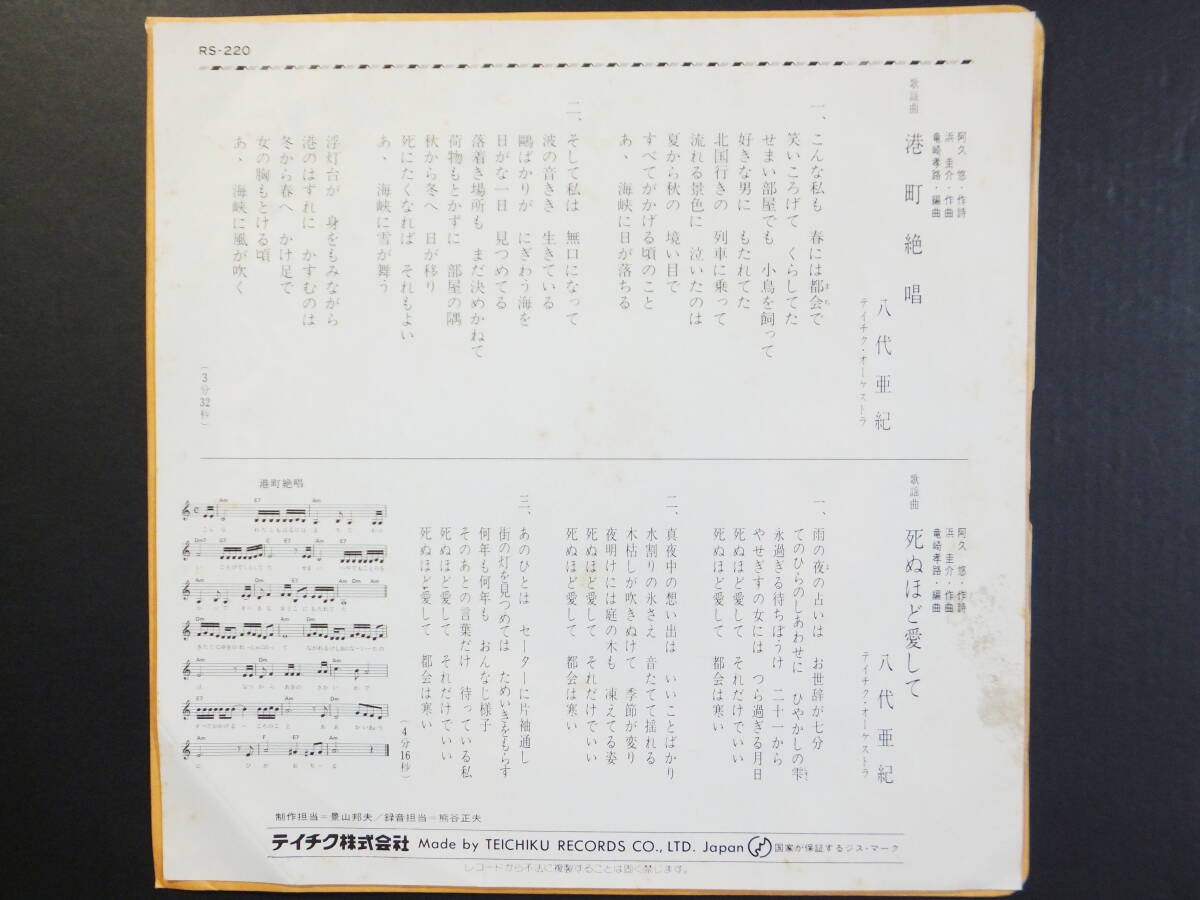 RS-220
歌謡曲
港町絶唱
阿久 悠・作詩
浜 圭介・作曲
竜崎孝路・編曲
八代亜紀
テイチク・オーケストラ
一、こんな私も 春には都会で
まち
笑いころげて くらしてた
せまい部屋でも 小鳥を飼って
好きな男に もたれてた
北国行きの 列車に乗って
流れる景色に 泣いたのは
夏から秋の 境い目で
すべてがかげる頃のこと
あゝ 海峡に日が落ちる
二、そして私は 無口になって
波の音きき 生きている
鷗ばかりが にぎわう海を
日がな一日 見つめてる
落着き場所も まだ決めかねて
荷物もとかずに 部屋の隅
秋から冬へ 日が移り
死にたくなれば それもよい
あゝ 海峡に雪が舞う
浮灯台が 身をもみながら
港のはずれに かすむのは
冬から春へ かけ足で
女の胸もとける頃
あゝ 海峡に風が吹く
(3分32秒)
歌謡曲
死ぬほど愛して
阿久 悠・作詩
浜 圭介・作曲
竜崎孝路・編曲
八代亜紀
テイチク・オーケストラ
一、雨の夜の占いは お世辞が七分
てのひらのしあわせに ひやかしの雫
しずく
永過ぎる待ちぼうけ 二十一から
やせぎすの女には つら過ぎる月日
死ぬほど愛して それだけでいい
死ぬほど愛して 都会は寒い
二、真夜中の想い出は いいことばかり
水割りの氷さえ 音たてて揺れる
木枯しが吹きぬけて 季節が変り
夜明けには庭の木も 凍えてる姿
死ぬほど愛して それだけでいい
死ぬほど愛して 都会は寒い
三、あのひとは セーターに片袖通し
街の灯を見つめては ためいきをもらす
何年も何年も おんなじ様子
そのあとの言葉だけ 待っている私
死ぬほど愛して それだけでいい
死ぬほど愛して 都会は寒い
(4分16秒)
港町絶唱
制作担当=景山邦夫/録音担当=熊谷正夫
テイチク株式会社 Made by TEICHIKU RECORDS CO., LTD. Japan 国家が保証するジス・マーク
レコードから不法に複製することは固く禁じます。